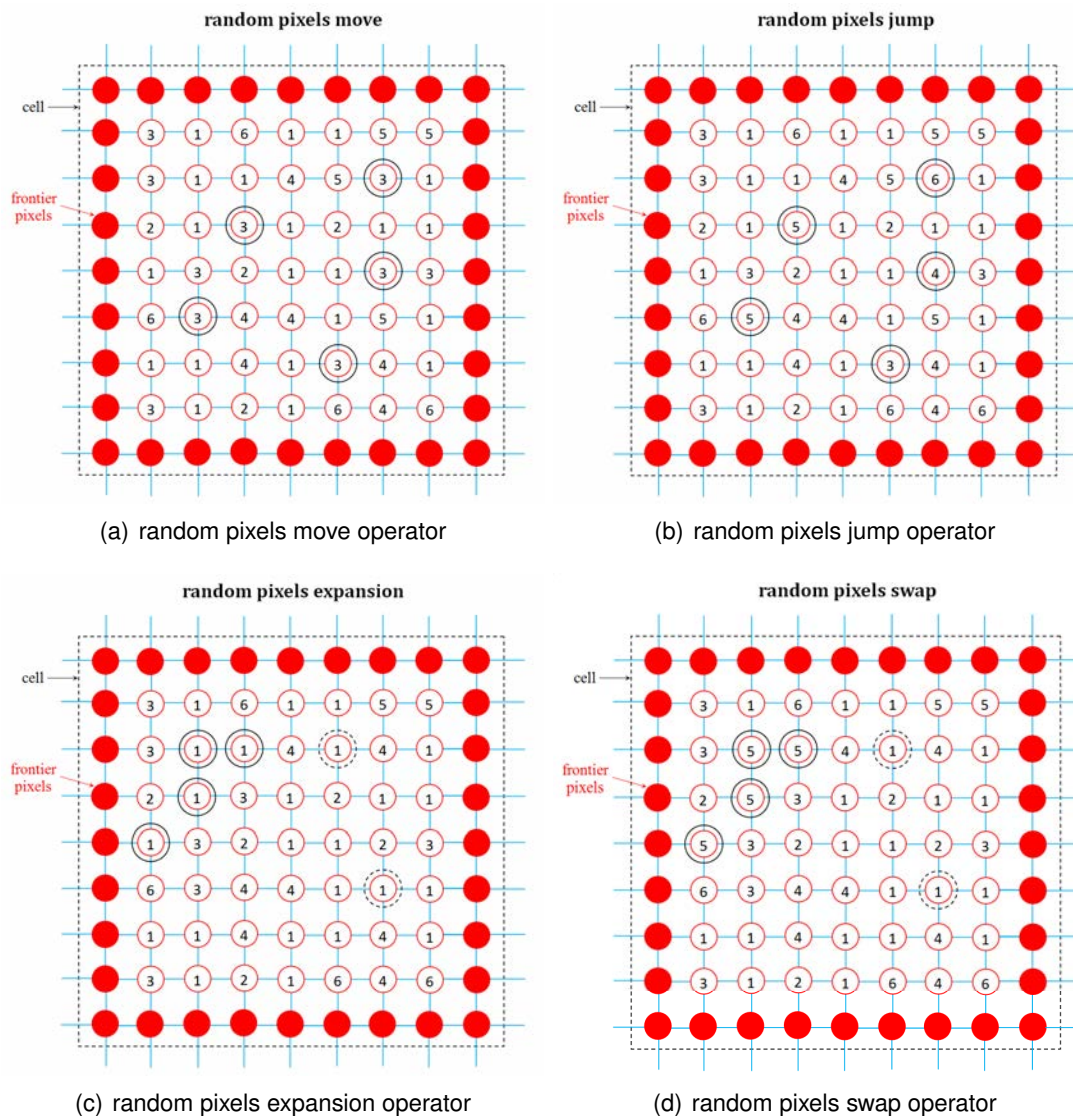 random pixels move
cell
3 1 6 1 1 5 5
3 1 1 4 5 3 1
frontier
pixels
2 1 3 1 2 1 1
1 3 2 1 1 3 3
6 3 4 4 1 5 1
1 1 4 1 3 4 1
3 1 2 1 6 4 6
(a) random pixels move operator
random pixels jump
cell
3 1 6 1 1 5 5
3 1 1 4 5 6 1
frontier
pixels
2 1 5 1 2 1 1
1 3 2 1 1 4 3
6 5 4 4 1 5 1
1 1 4 1 3 4 1
3 1 2 1 6 4 6
(b) random pixels jump operator
random pixels expansion
cell
3 1 6 1 1 5 5
3 1 1 4 1 4 1
frontier
pixels
2 1 3 1 2 1 1
1 3 2 1 1 2 3
6 3 4 4 1 1 1
1 1 4 1 1 4 1
3 1 2 1 6 4 6
(c) random pixels expansion operator
random pixels swap
cell
3 1 6 1 1 5 5
3 5 5 4 1 4 1
frontier
pixels
2 5 3 1 2 1 1
5 3 2 1 1 2 3
6 3 4 4 1 1 1
1 1 4 1 1 4 1
3 1 2 1 6 4 6
(d) random pixels swap operator